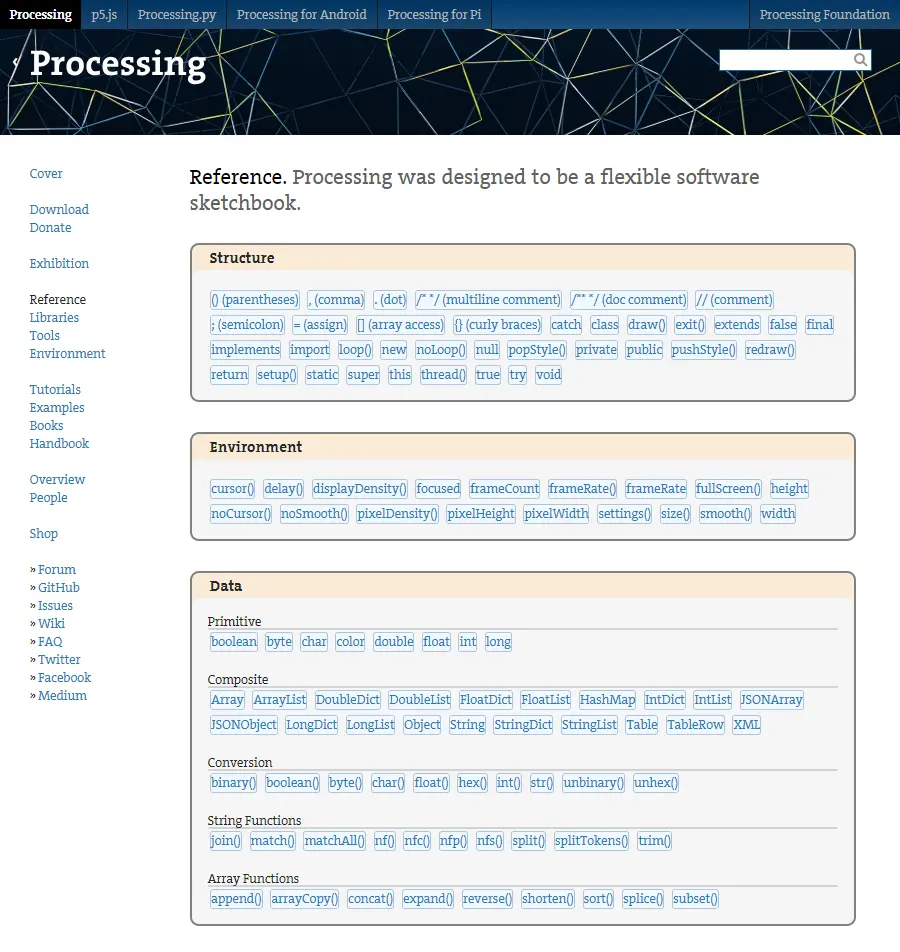 Processing p5.js Processing.py Processing for Android Processing for Pi Processing Foundation
‹ Processing
Cover
Download
Donate
Exhibition
Reference
Libraries
Tools
Environment
Tutorials
Examples
Books
Handbook
Overview
People
Shop
» Forum
» GitHub
» Issues
» Wiki
» FAQ
» Twitter
» Facebook
» Medium
Reference. Processing was designed to be a flexible software
sketchbook.
Structure
() (parentheses) , (comma) . (dot) /* */ (multiline comment) /** */ (doc comment) // (comment)
; (semicolon) = (assign) [] (array access) {} (curly braces) catch class draw() exit() extends false final
implements import loop() new noLoop() null popStyle() private public pushStyle() redraw()
return setup() static super this thread() true try void
Environment
cursor() delay() displayDensity() focused frameCount frameRate() frameRate fullScreen() height
noCursor() noSmooth() pixelDensity() pixelHeight pixelWidth settings() size() smooth() width
Data
Primitive
boolean byte char color double float int long
Composite
Array ArrayList DoubleDict DoubleList FloatDict FloatList HashMap IntDict IntList JSONArray
JSONObject LongDict LongList Object String StringDict StringList Table TableRow XML
Conversion
binary() boolean() byte() char() float() hex() int() str() unbinary() unhex()
String Functions
join() match() matchAll() nf() nfc() nfp() nfs() split() splitTokens() trim()
Array Functions
append() arrayCopy() concat() expand() reverse() shorten() sort() splice() subset()